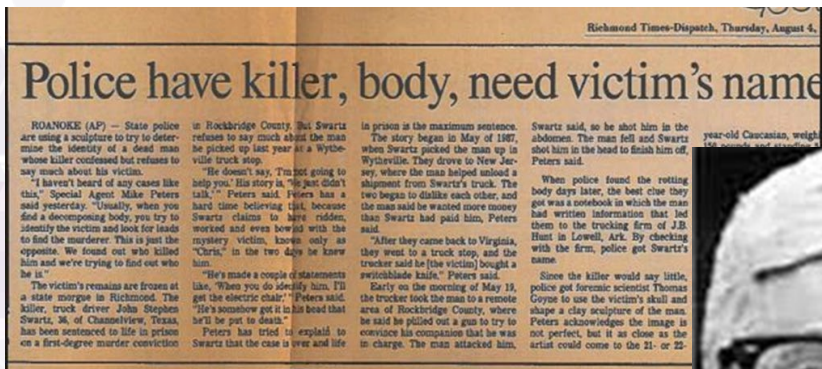 Richmond Times-Dispatch, Thursday, August 4,
Police have killer, body, need victim's name
ROANOKE (AP) — State police
are using a sculpture to try to deter-
mine the identity of a dead man
whose killer confessed but refuses to
say much about his victim.
"I haven't heard of any cases like
this," Special Agent Mike Peters
said yesterday. "Usually, when you
find a decomposing body, you try to
identify the victim and look for leads
to find the murderer. This is just the
opposite. We found out who killed
him and we're trying to find out who
he is."
The victim's remains are frozen at
a state morgue in Richmond. The
killer, truck driver John Stephen
Swartz, 36, of Channelview, Texas,
has been sentenced to life in prison
on a first-degree murder conviction
in Rockbridge County. But Swartz
refuses to say much about the man
he picked up last year at a Wythe-
ville truck stop.
"He doesn't say, 'I'm not going to
help you.' His story is, 'He just didn't
talk,'" Peters said. Peters has a
hard time believing that, because
Swartz claims to have ridden,
worked and even bowled with the
mystery victim, known only as
"Chris," in the two days he knew
him.
"He's made a couple of statements
like, 'When you do identify him, I'll
get the electric chair,'" Peters said.
"He's somehow got it in his head that
he'll be put to death."
Peters has tried to explain to
Swartz that the case is over and life
in prison is the maximum sentence.
The story began in May of 1987,
when Swartz picked the man up in
Wytheville. They drove to New Jer-
sey, where the man helped unload a
shipment from Swartz's truck. The
two began to dislike each other, and
the man said he wanted more money
than Swartz had paid him, Peters
said.
"After they came back to Virginia,
they went to a truck stop, and the
trucker said he [the victim] bought a
switchblade knife," Peters said.
Early on the morning of May 19,
the trucker took the man to a remote
area of Rockbridge County, where
he said he pulled out a gun to try to
convince his companion that he was
in charge. The man attacked him,
Swartz said, so he shot him in the
abdomen. The man fell and Swartz
shot him in the head to finish him off,
Peters said.
When police found the rotting
body days later, the best clue they
got was a notebook in which the man
had written information that led
them to the trucking firm of J.B.
Hunt in Lowell, Ark. By checking
with the firm, police got Swartz's
name.
Since the killer would say little,
police got forensic scientist Thomas
Goyne to use the victim's skull and
shape a clay sculpture of the man.
Peters acknowledges the image is
not perfect, but it as close as the
artist could come to the 21- or 22-
year-old Caucasian, weighi